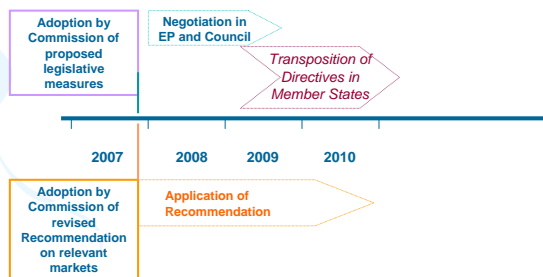 Adoption by
Commission of
proposed
legislative
measures
Negotiation in
EP and Council
Transposition of
Directives in
Member States
2007
2008
2009
2010
Adoption by
Commission of
revised
Recommendation
on relevant
markets
Application of
Recommendation